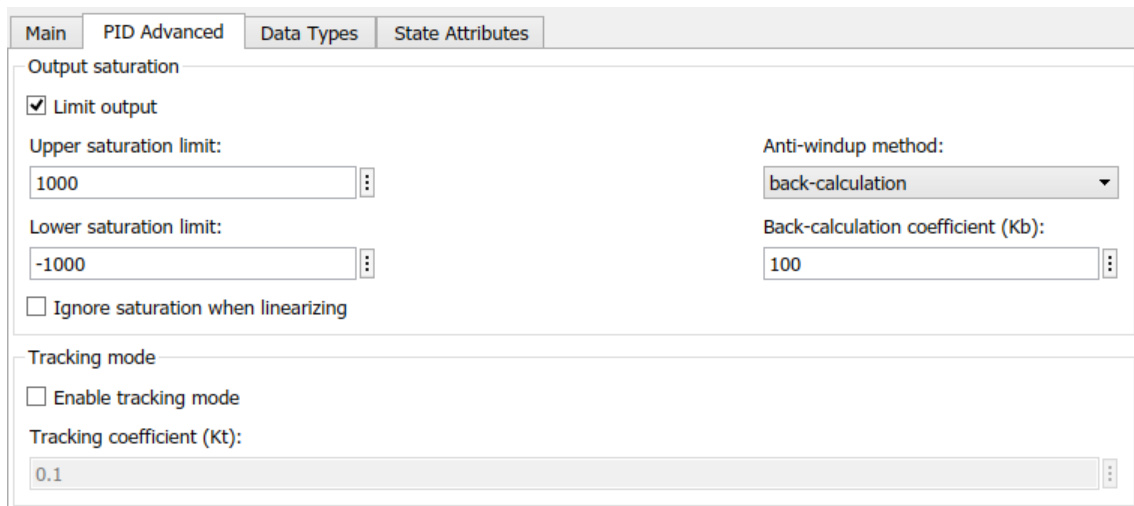 Main PID Advanced Data Types State Attributes
Output saturation
Limit output
Upper saturation limit: Anti-windup method:
1000 back-calculation
Lower saturation limit: Back-calculation coefficient (Kb):
-1000 100
Ignore saturation when linearizing
Tracking mode
Enable tracking mode
Tracking coefficient (Kt):
0.1